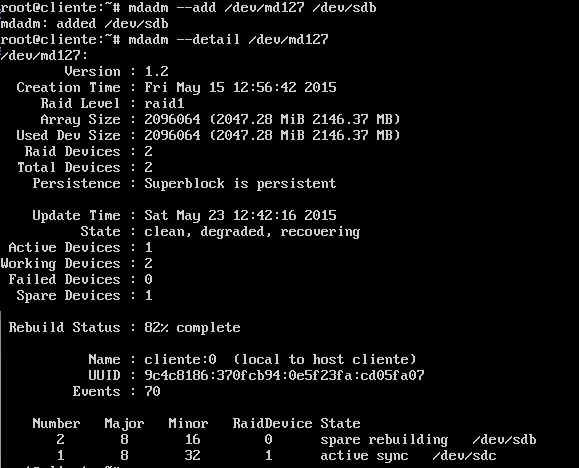 root@cliente:~# mdadm --add /dev/md127 /dev/sdb
mdadm: added /dev/sdb
root@cliente:~# mdadm --detail /dev/md127
/dev/md127:
Version : 1.2
Creation Time : Fri May 15 12:56:42 2015
Raid Level : raid1
Array Size : 2096064 (2047.28 MiB 2146.37 MB)
Used Dev Size : 2096064 (2047.28 MiB 2146.37 MB)
Raid Devices : 2
Total Devices : 2
Persistence : Superblock is persistent
Update Time : Sat May 23 12:42:16 2015
State : clean, degraded, recovering
Active Devices : 1
Working Devices : 2
Failed Devices : 0
Spare Devices : 1
Rebuild Status : 82% complete
Name : cliente:0 (local to host cliente)
UUID : 9c4c8186:370fcb94:0e5f23fa:cd05fa07
Events : 70
Number Major Minor RaidDevice State
2 8 16 0 spare rebuilding /dev/sdb
1 8 32 1 active sync /dev/sdc